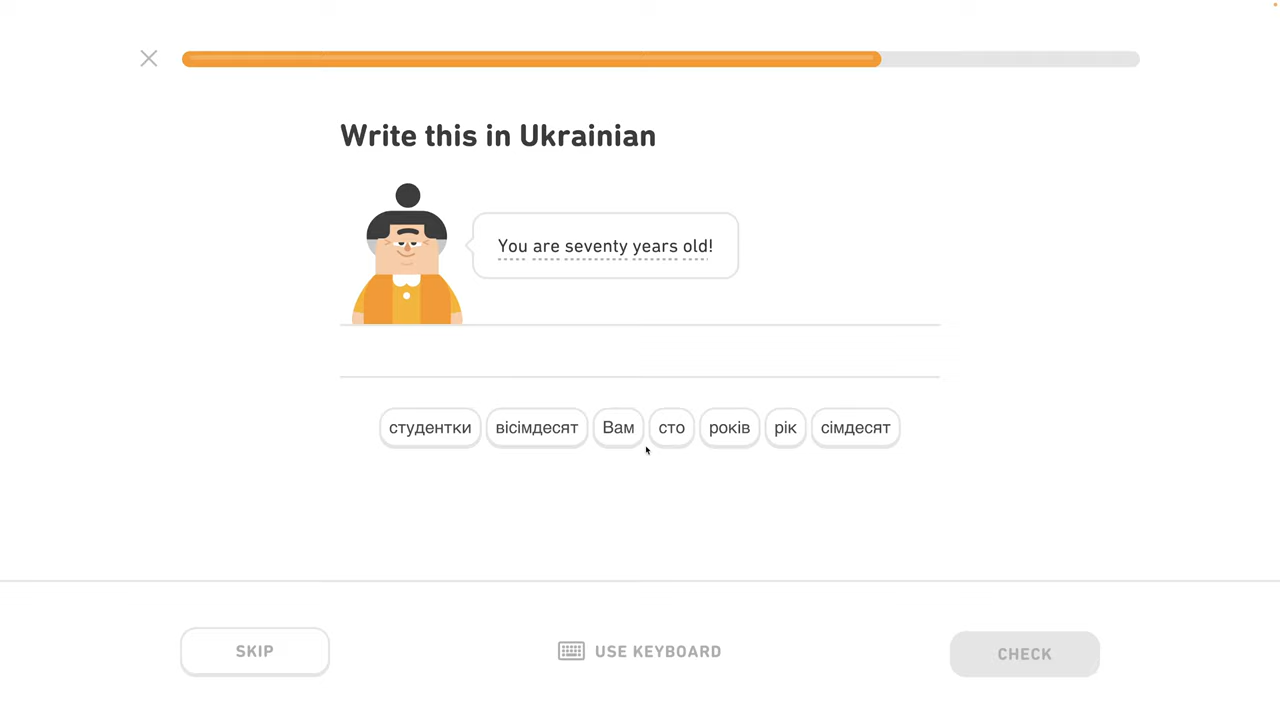 Write this in Ukrainian
You are seventy years old!
студентки вісімдесят Вам сто років рік сімдесят
SKIP USE KEYBOARD CHECK